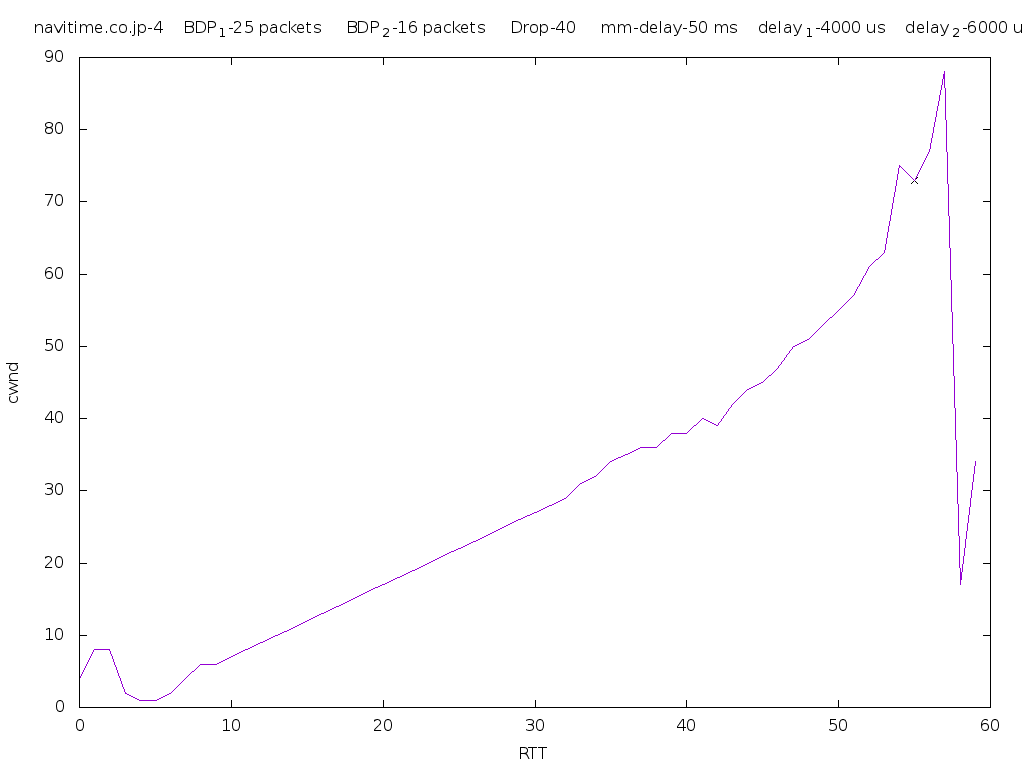 navitime.co.jp-4 BDP1-25 packets BDP2-16 packets Drop-40 mm-delay-50 ms delay1-4000 us delay2-6000 u
90
80
70
60
50
40
30
20
10
0
cwnd
0 10 20 30 40 50 60
RTT